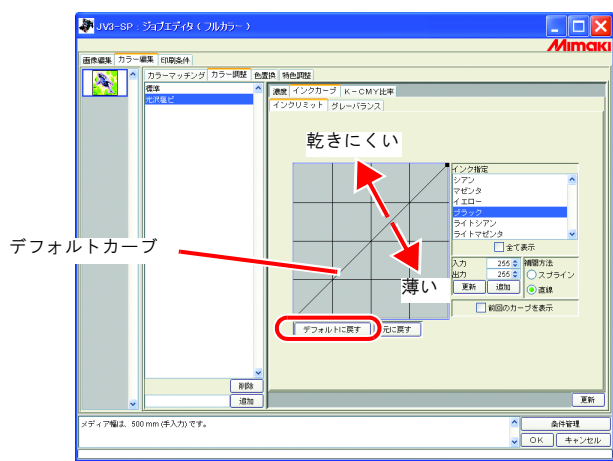 JV3-SP : ジョブエディタ ( フルカラー )
Mimaki
画像編集 カラー編集 印刷条件
カラーマッチング カラー調整 色置換 特色調整
標準
光沢塩ビ
濃度 インクカーブ K－CMY比率
インクリミット グレーバランス
乾きにくい
インク指定
シアン
マゼンタ
イエロー
ブラック
ライトシアン
ライトマゼンタ
全て表示
デフォルトカーブ
薄い
入力 255
出力 255
更新 追加
補間方法
スプライン
直線
前回のカーブを表示
デフォルトに戻す 元に戻す
削除
追加
更新
メディア幅は、500 mm (手入力) です。
条件管理
OK キャンセル